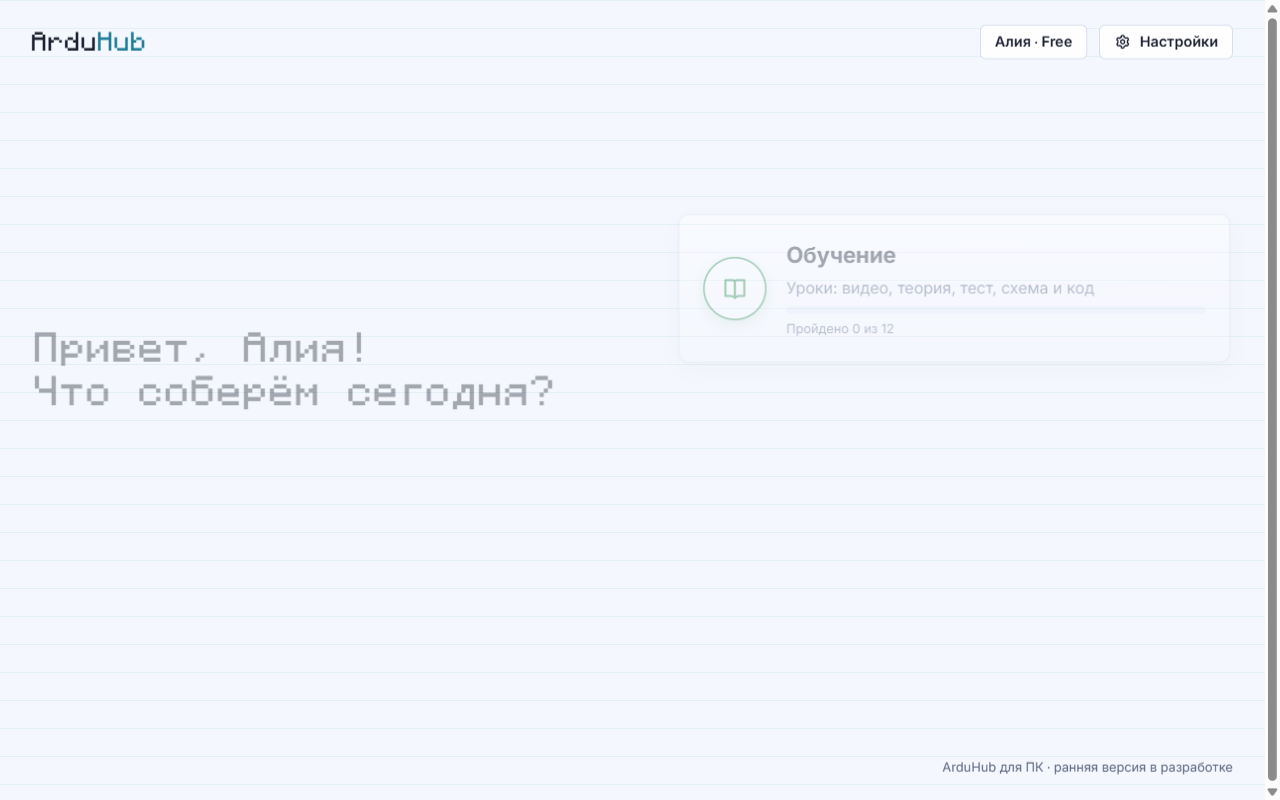 ArduHub
Алия · Free
Настройки
Привет, Алия!
Что соберём сегодня?
Обучение
Уроки: видео, теория, тест, схема и код
Пройдено 0 из 12
ArduHub для ПК · ранняя версия в разработке